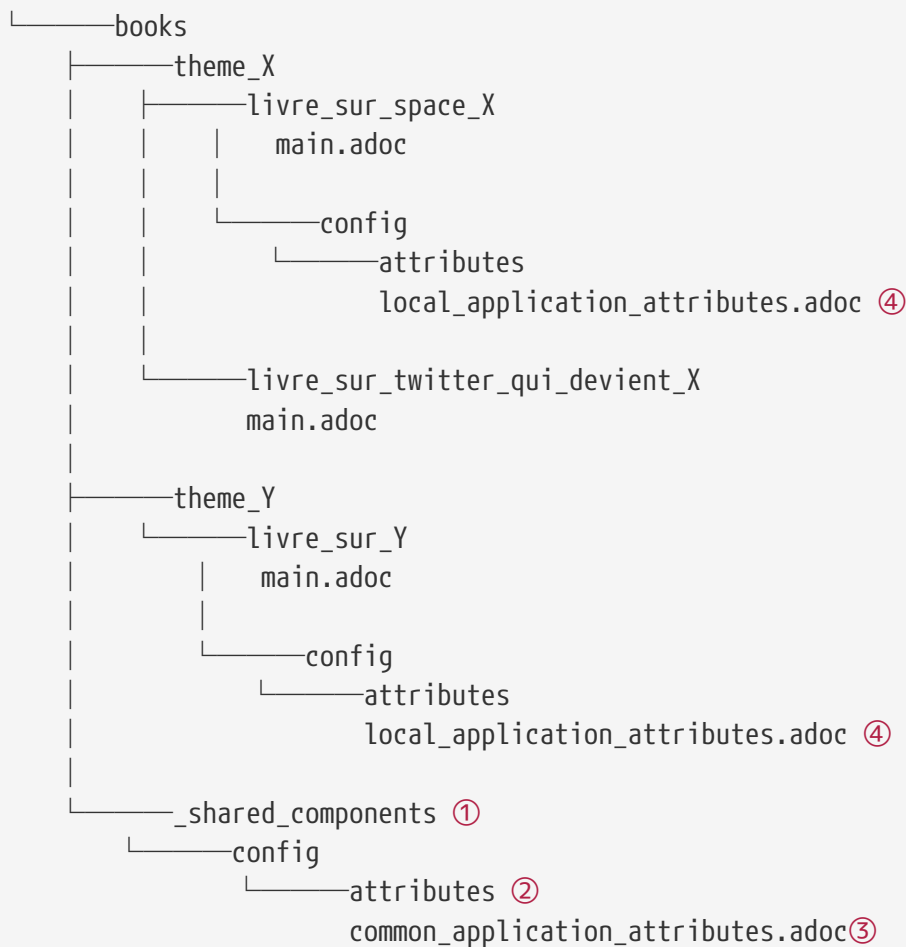 └──────books
├──────theme_X
│ ├──────livre_sur_space_X
│ │ │ main.adoc
│ │ │
│ │ └──────config
│ │ └──────attributes
│ │ local_application_attributes.adoc ④
│ │
│ └──────livre_sur_twitter_qui_devient_X
│ main.adoc
│
├──────theme_Y
│ └──────livre_sur_Y
│ │ main.adoc
│ │
│ └──────config
│ └──────attributes
│ local_application_attributes.adoc ④
│
└──────_shared_components ①
└──────config
└──────attributes ②
common_application_attributes.adoc③